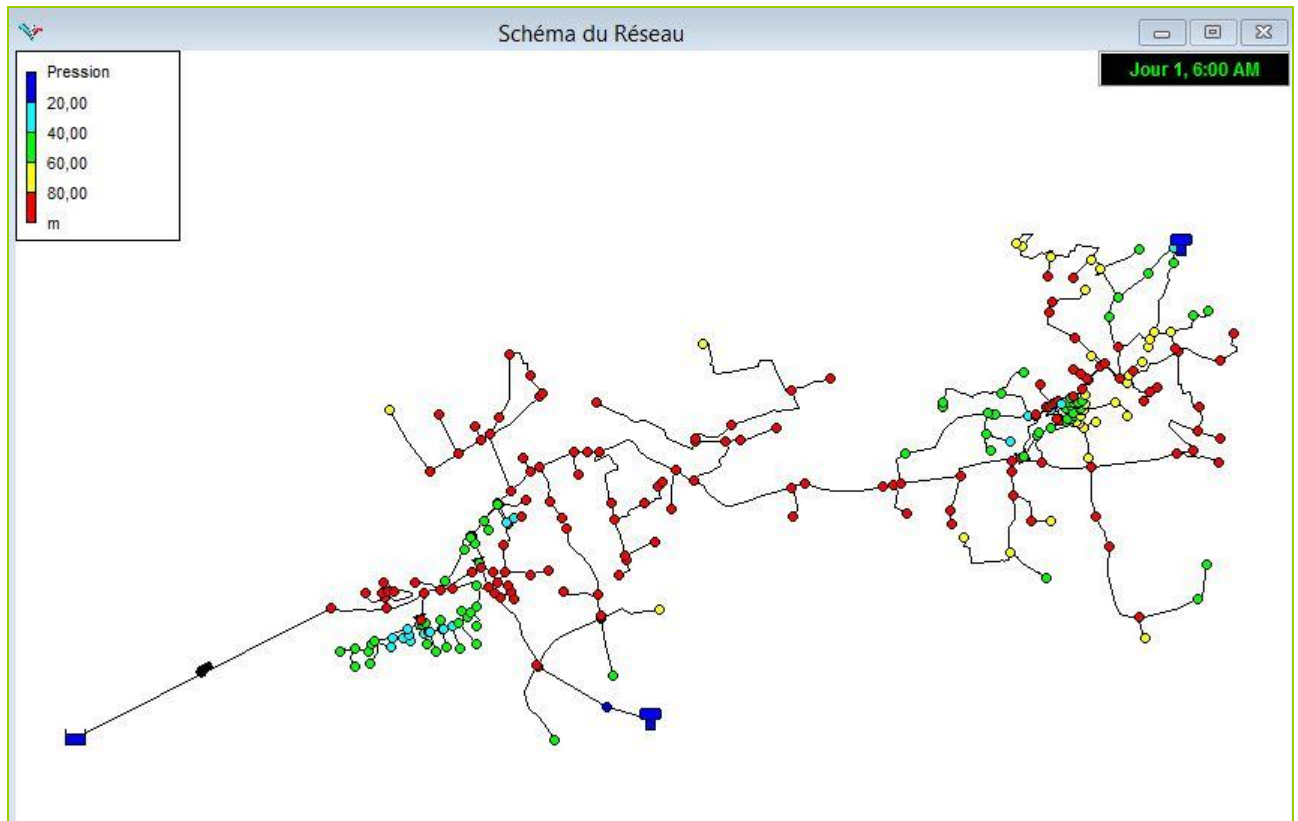 Schéma du Réseau
Jour 1, 6:00 AM
Pression
20,00
40,00
60,00
80,00
m